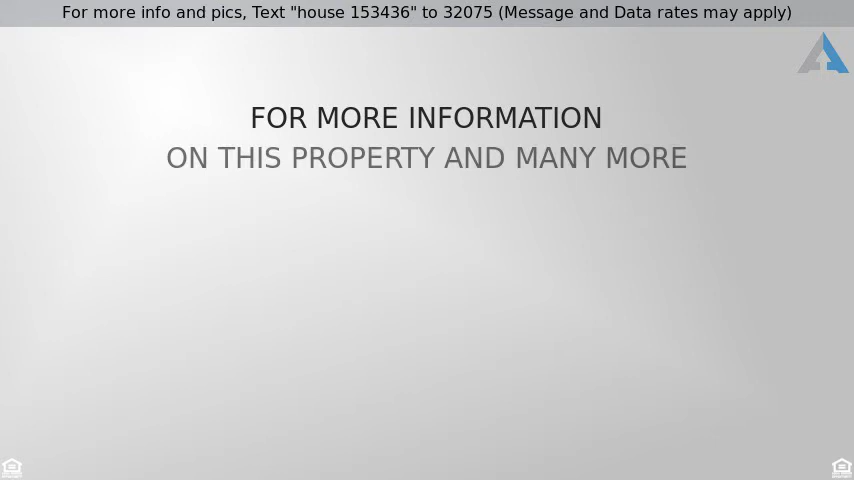 For more info and pics, Text "house 153436" to 32075 (Message and Data rates may apply)
FOR MORE INFORMATION
ON THIS PROPERTY AND MANY MORE